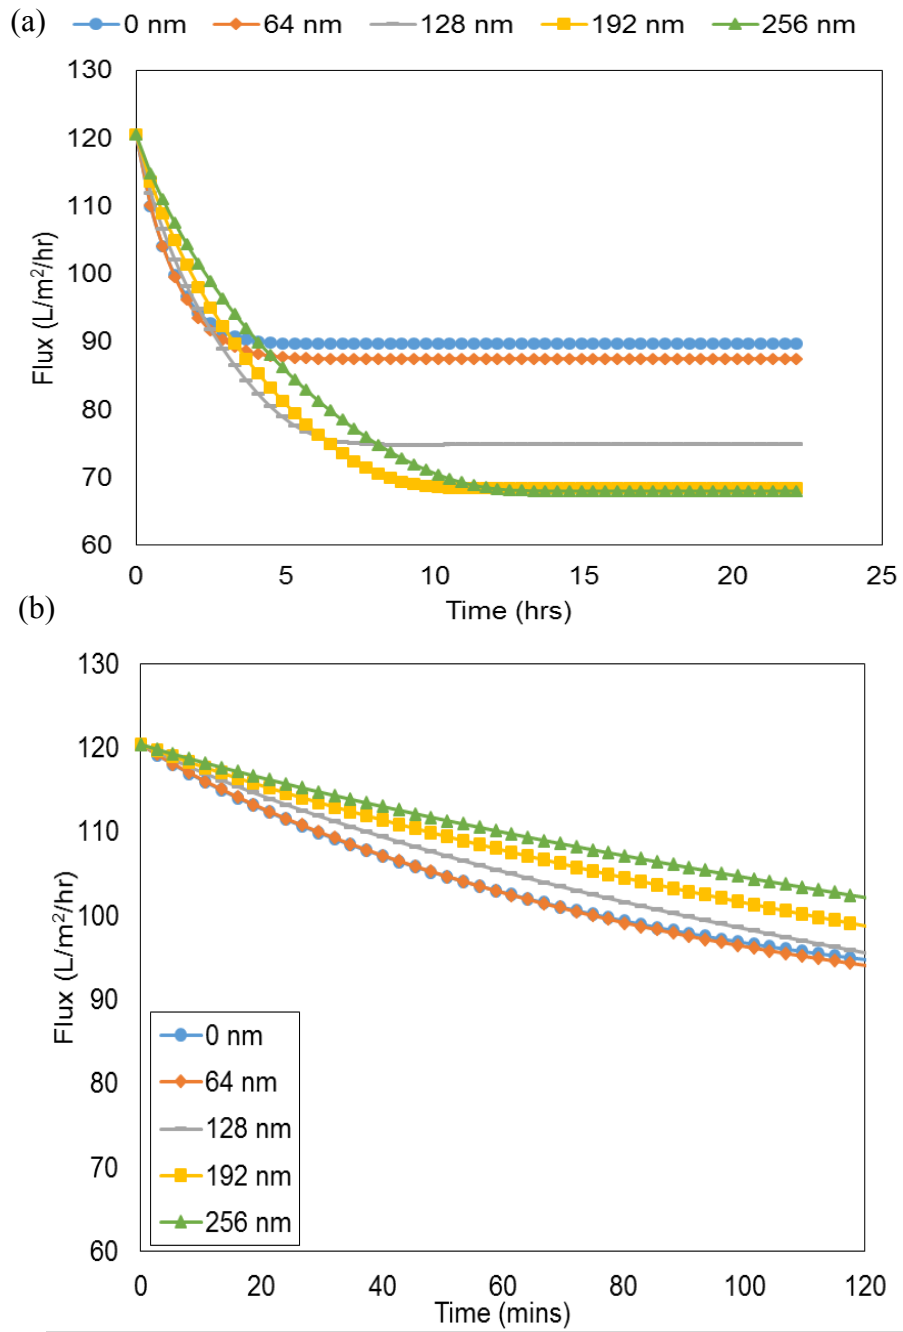 (a) 0 nm 64 nm 128 nm 192 nm 256 nm
130
120
110
100
90
80
70
60
Flux (L/m²/hr)
0 5 10 15 20 25
Time (hrs)
(b)
130
120
110
100
90
80
70
60
Flux (L/m²/hr)
0 nm
64 nm
128 nm
192 nm
256 nm
0 20 40 60 80 100 120
Time (mins)